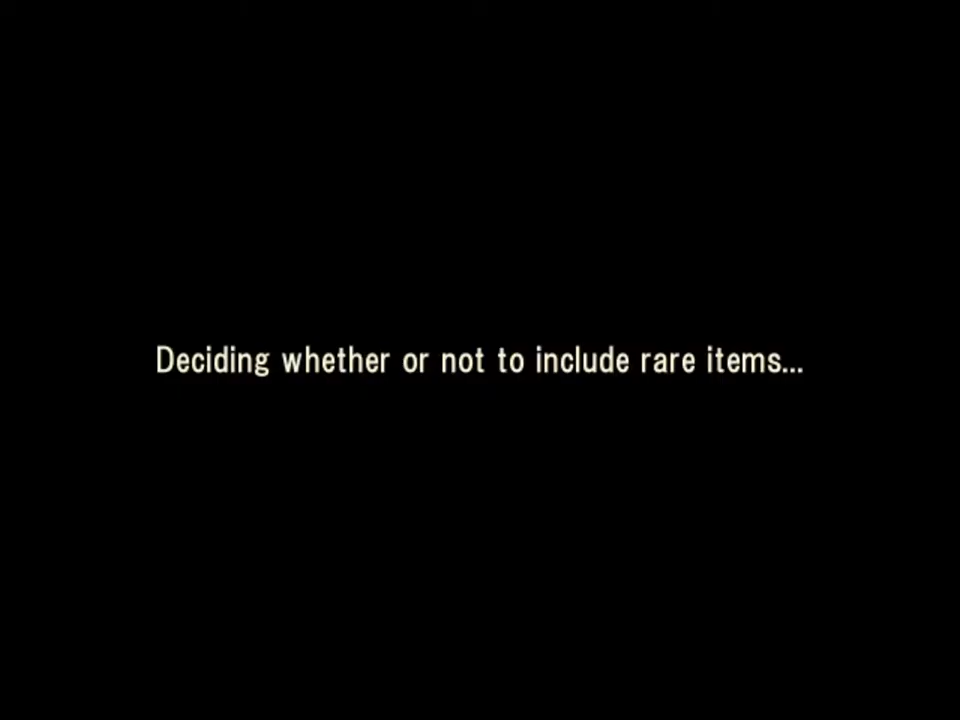 Deciding whether or not to include rare items...